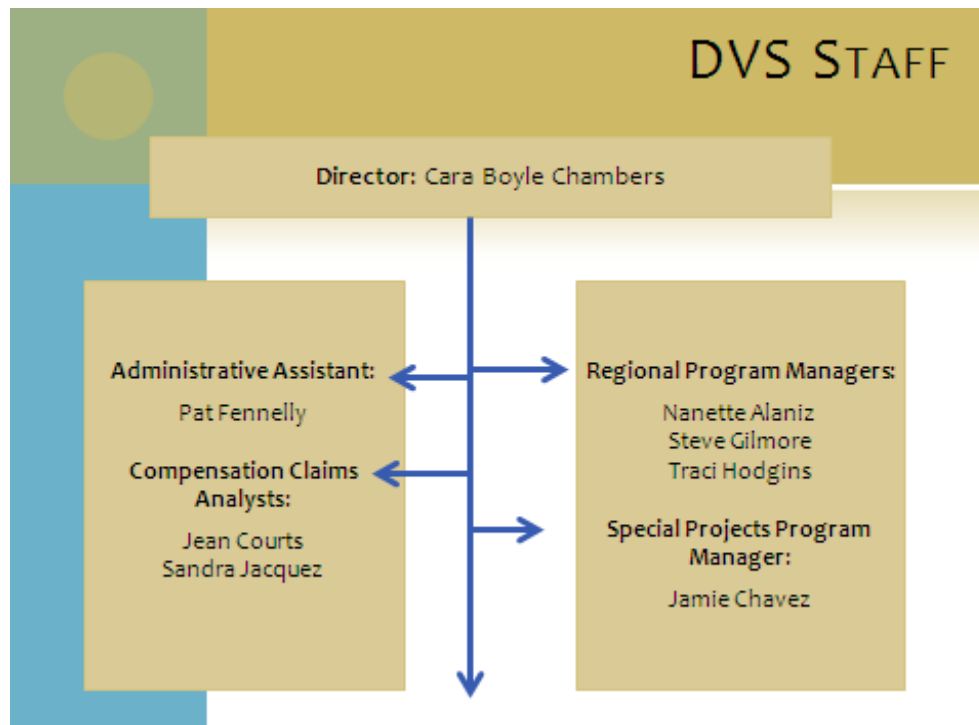 DVS STAFF
Director: Cara Boyle Chambers
Administrative Assistant:
Pat Fennelly
Compensation Claims
Analysts:
Jean Courts
Sandra Jacquez
Regional Program Managers:
Nanette Alaniz
Steve Gilmore
Traci Hodgins
Special Projects Program
Manager:
Jamie Chavez